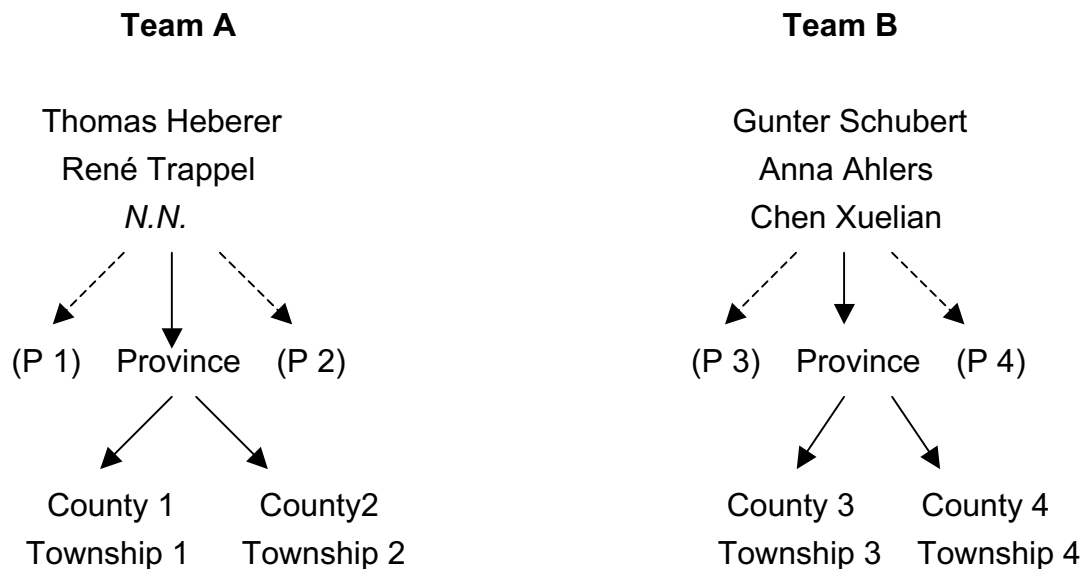 Team A
Team B
Thomas Heberer
René Trappel
N.N.
Gunter Schubert
Anna Ahlers
Chen Xuelian
(P 1) Province (P 2)
(P 3) Province (P 4)
County 1 County2
Township 1 Township 2
County 3 County 4
Township 3 Township 4